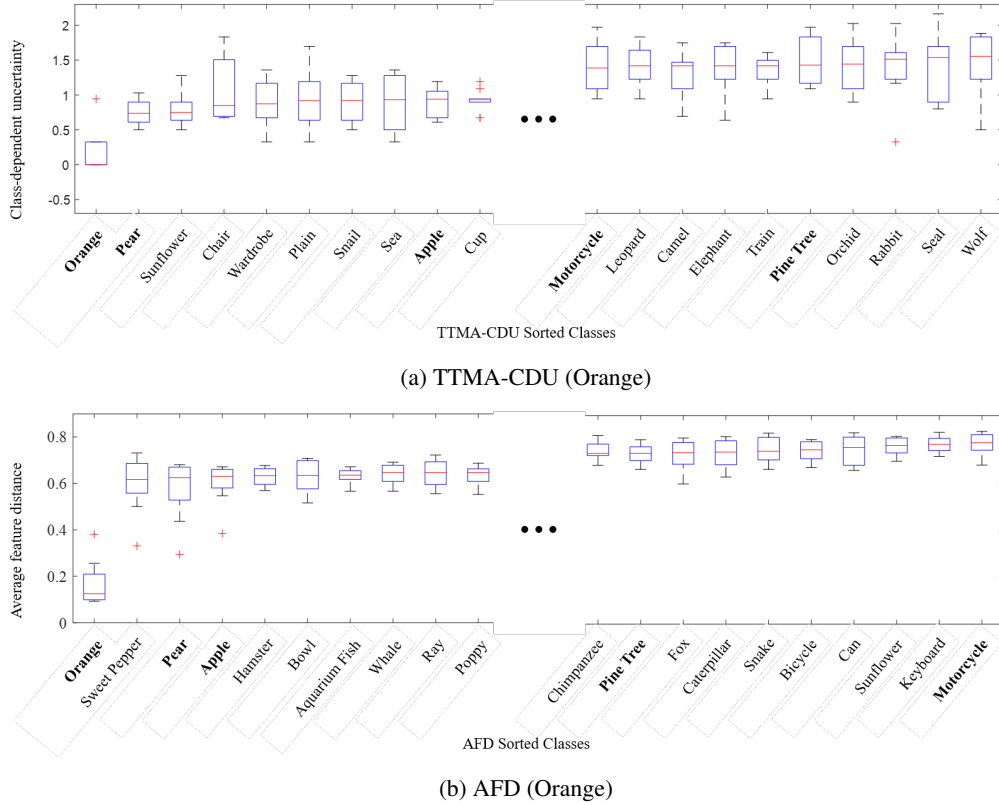 Class-dependent uncertainty
2
1.5
1
0.5
0
-0.5
Orange
Pear
Sunflower
Chair
Wardrobe
Plain
Snail
Sea
Apple
Cup
Motorcycle
Leopard
Camel
Elephant
Train
Pine Tree
Orchid
Rabbit
Seal
Wolf
TTMA-CDU Sorted Classes
(a) TTMA-CDU (Orange)
Average feature distance
0.8
0.6
0.4
0.2
0
Orange
Sweet Pepper
Pear
Apple
Hamster
Bowl
Aquarium Fish
Whale
Ray
Poppy
Chimpanzee
Pine Tree
Fox
Caterpillar
Snake
Bicycle
Can
Sunflower
Keyboard
Motorcycle
AFD Sorted Classes
(b) AFD (Orange)